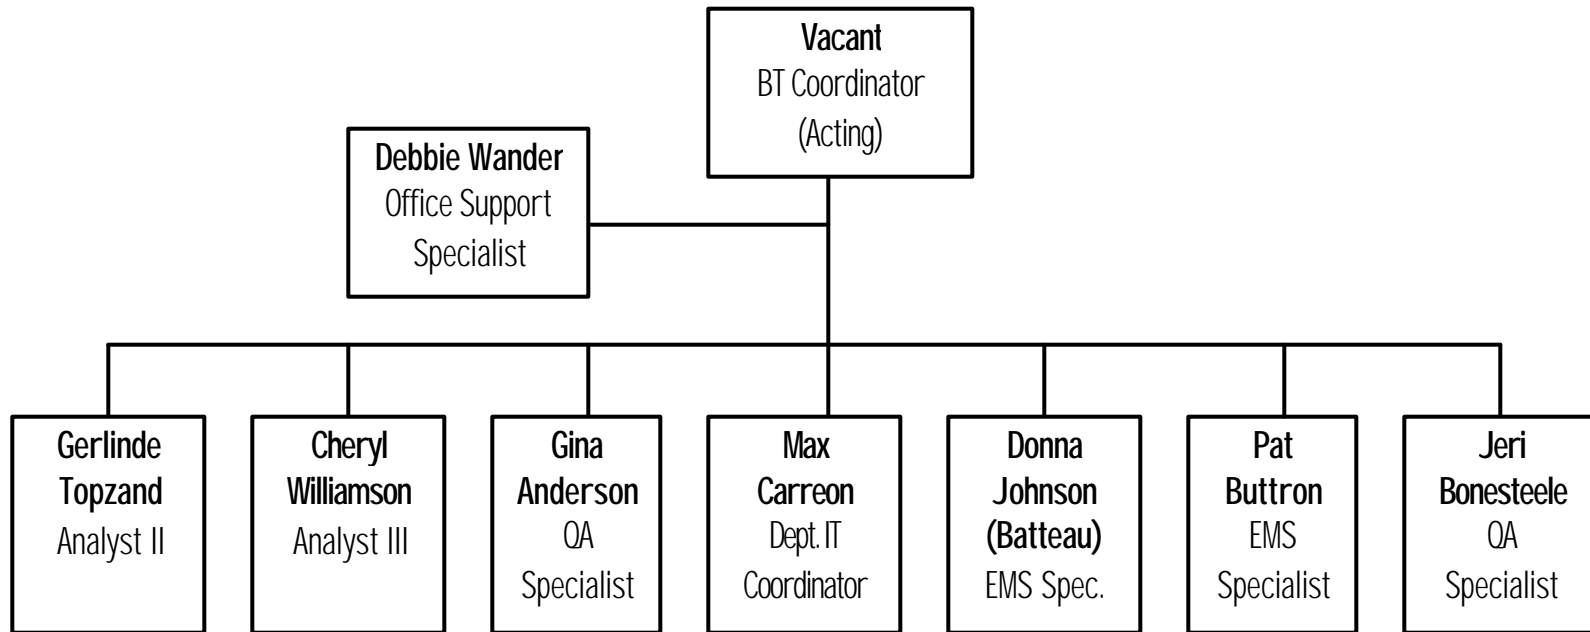 Vacant
BT Coordinator
(Acting)
Debbie Wander
Office Support
Specialist
Gerlinde
Topzand
Analyst II
Cheryl
Williamson
Analyst III
Gina
Anderson
QA
Specialist
Max
Carreon
Dept. IT
Coordinator
Donna
Johnson
(Batteau)
EMS Spec.
Pat
Buttron
EMS
Specialist
Jeri
Bonesteele
QA
Specialist